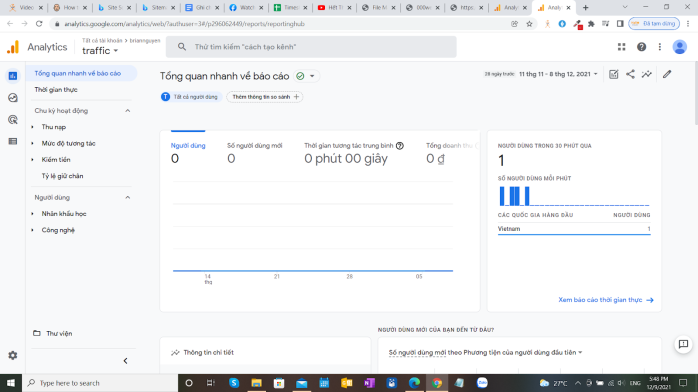 Video
How i
Site S
Sitem
Ghi ch
Watch
Times
Hết T
File M
000w
https:
Analy
Analy
analytics.google.com/analytics/web/?authuser=3#/p296062449/reports/reportinghub
Đã tạm dừng
Analytics
Tất cả tài khoản > briannguyen
traffic
Thử tìm kiếm "cách tạo kênh"
Tổng quan nhanh về báo cáo
Thời gian thực
Chu kỳ hoạt động
Thu nạp
Mức độ tương tác
Kiếm tiền
Tỷ lệ giữ chân
Người dùng
Nhân khẩu học
Công nghệ
Thư viện
Tổng quan nhanh về báo cáo
28 ngày trước 11 thg 11 - 8 thg 12, 2021
T Tất cả người dùng
Thêm thông tin so sánh +
Người dùng
0
Số người dùng mới
0
Thời gian tương tác trung bình
0 phút 00 giây
Tổng doanh thu
0 ₫
14
thg
21
28
05
NGƯỜI DÙNG TRONG 30 PHÚT QUA
1
SỐ NGƯỜI DÙNG MỖI PHÚT
CÁC QUỐC GIA HÀNG ĐẦU NGƯỜI DÙNG
Vietnam 1
Xem báo cáo thời gian thực
NGƯỜI DÙNG MỚI CỦA BẠN ĐẾN TỪ ĐÂU?
Thông tin chi tiết
Số người dùng mới theo Phương tiện của người dùng đầu tiên
Type here to search
27°C
ENG
5:48 PM
12/9/2021